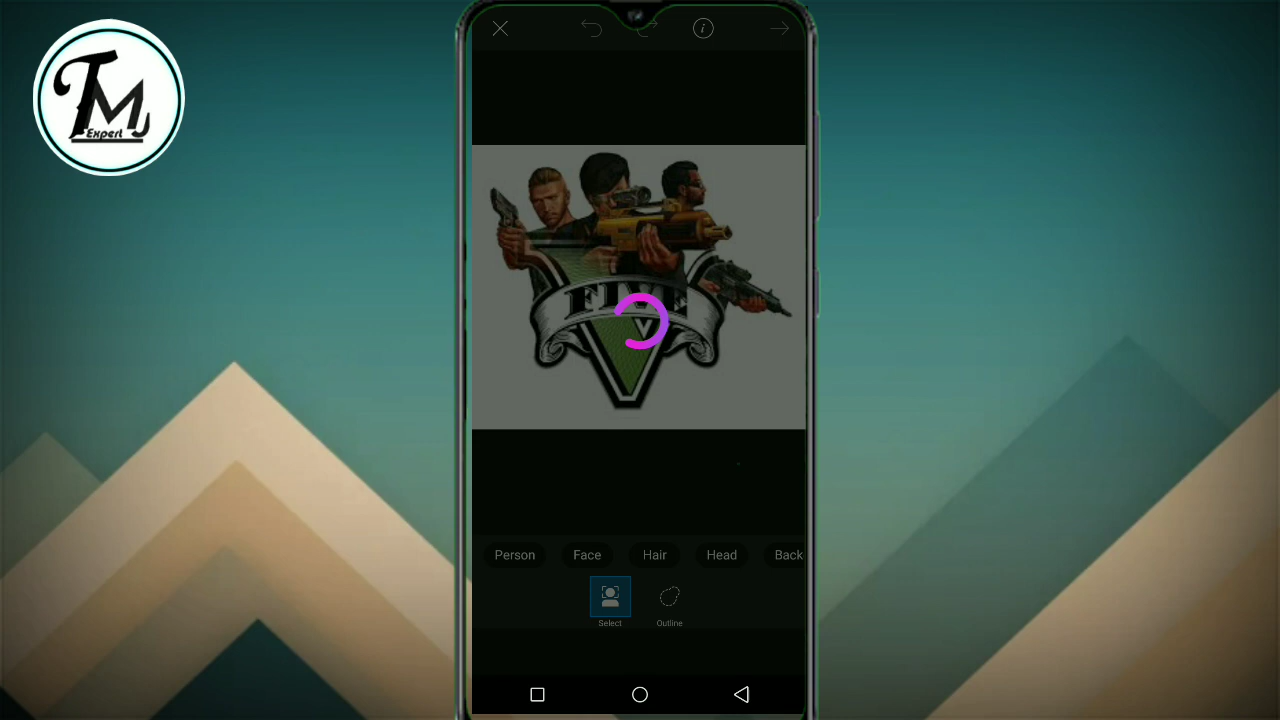 TM
Expert
FIVE
V
Person Face Hair Head Back
Select Outline